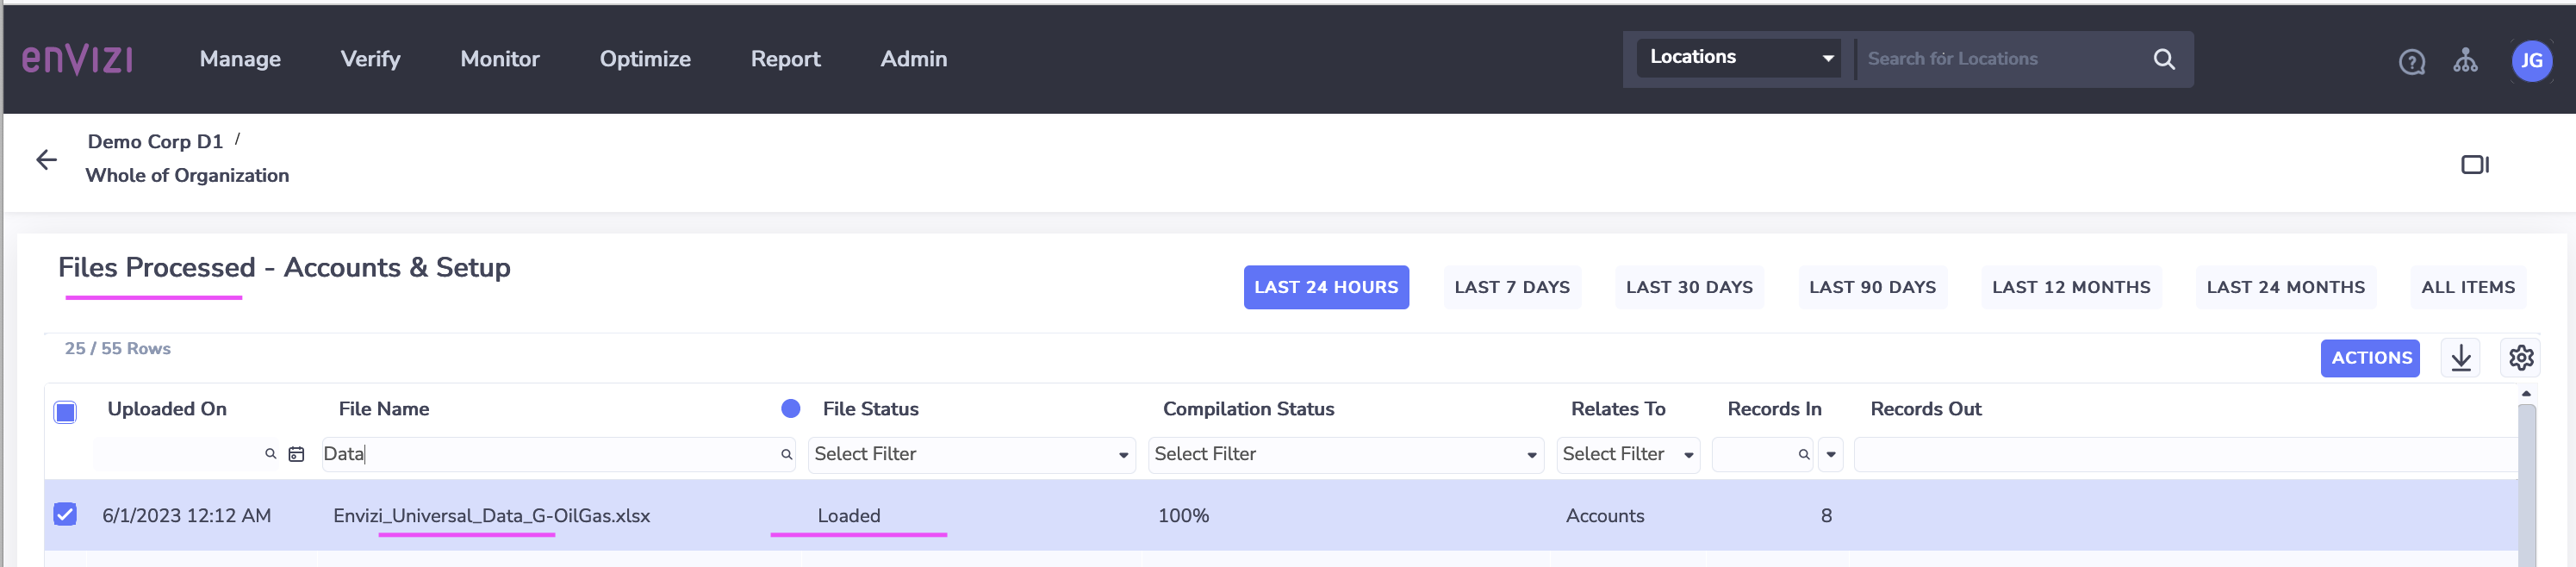 enVizi Manage Verify Monitor Optimize Report Admin Locations Search for Locations ? JG
Demo Corp D1 /
Whole of Organization
Files Processed - Accounts & Setup
LAST 24 HOURS LAST 7 DAYS LAST 30 DAYS LAST 90 DAYS LAST 12 MONTHS LAST 24 MONTHS ALL ITEMS
25 / 55 Rows
ACTIONS
Uploaded On File Name File Status Compilation Status Relates To Records In Records Out
Data Select Filter Select Filter Select Filter
6/1/2023 12:12 AM Envizi_Universal_Data_G-OilGas.xlsx Loaded 100% Accounts 8